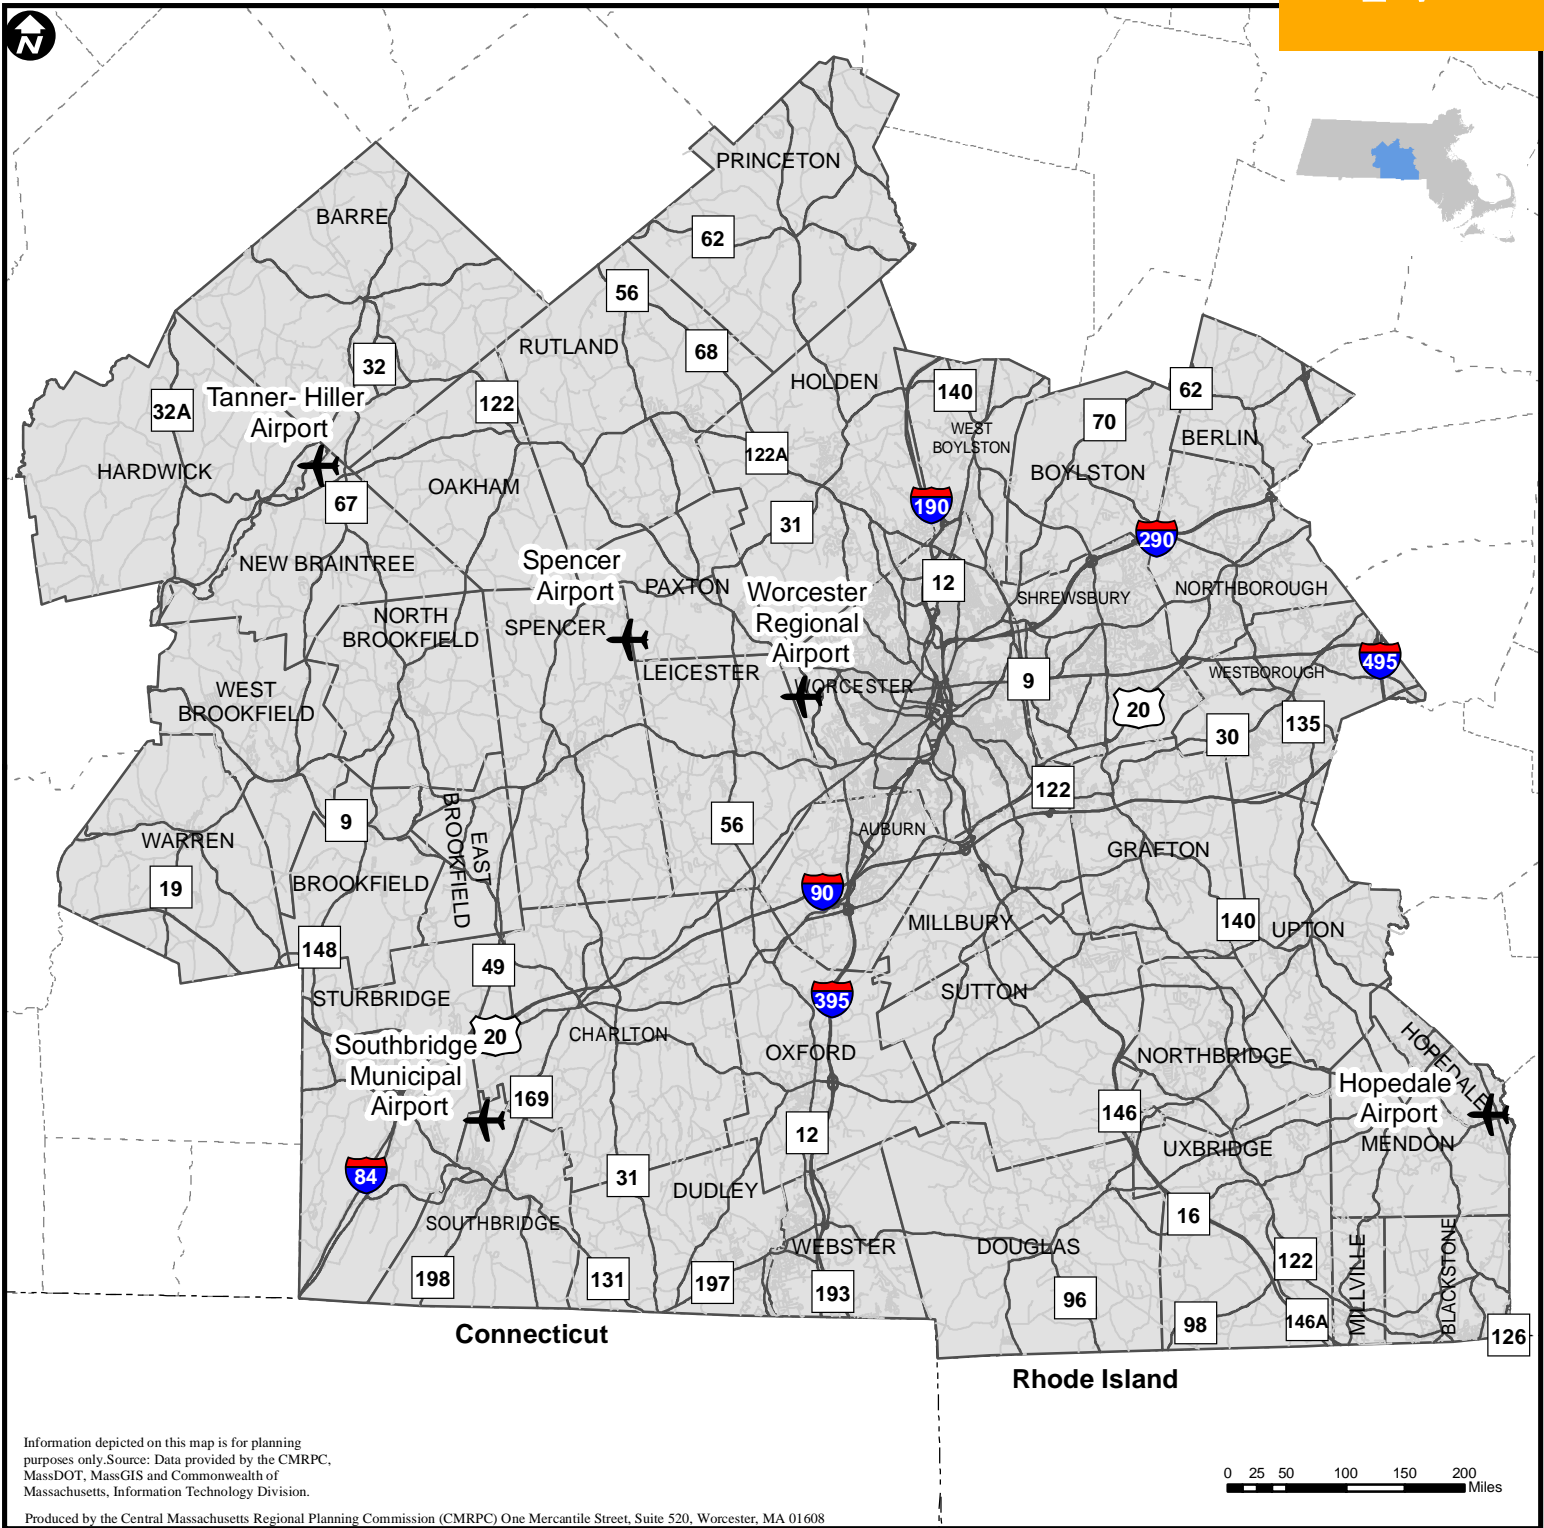 N
PRINCETON
BARRE
62
56
RUTLAND
68
32
HOLDEN
140
62
32A
Tanner- Hiller
Airport
122
70
WEST
BOYLSTON
BERLIN
122A
HARDWICK
BOYLSTON
OAKHAM
67
190
31
290
NEW BRAINTREE
Spencer
Airport
PAXTON
12
Worcester
Regional
Airport
SHREWSBURY
NORTHBOROUGH
NORTH
BROOKFIELD
SPENCER
LEICESTER
495
WORCESTER
9
WESTBOROUGH
WEST
BROOKFIELD
20
30
135
122
9
EAST
BROOKFIELD
56
AUBURN
WARREN
GRAFTON
19
BROOKFIELD
90
MILLBURY
140
UPTON
148
49
STURBRIDGE
395
SUTTON
20
CHARLTON
Southbridge
Municipal
Airport
OXFORD
NORTHBRIDGE
HOPEDALE
Hopedale
Airport
169
146
12
UXBRIDGE
MENDON
84
31
DUDLEY
16
SOUTHBRIDGE
WEBSTER
DOUGLAS
122
MILLVILLE
BLACKSTONE
198
131
197
193
96
98
146A
126
Connecticut
Rhode Island
Information depicted on this map is for planning
purposes only.Source: Data provided by the CMRPC,
MassDOT, MassGIS and Commonwealth of
Massachusetts, Information Technology Division.
0 25 50 100 150 200
Miles
Produced by the Central Massachusetts Regional Planning Commission (CMRPC) One Mercantile Street, Suite 520, Worcester, MA 01608